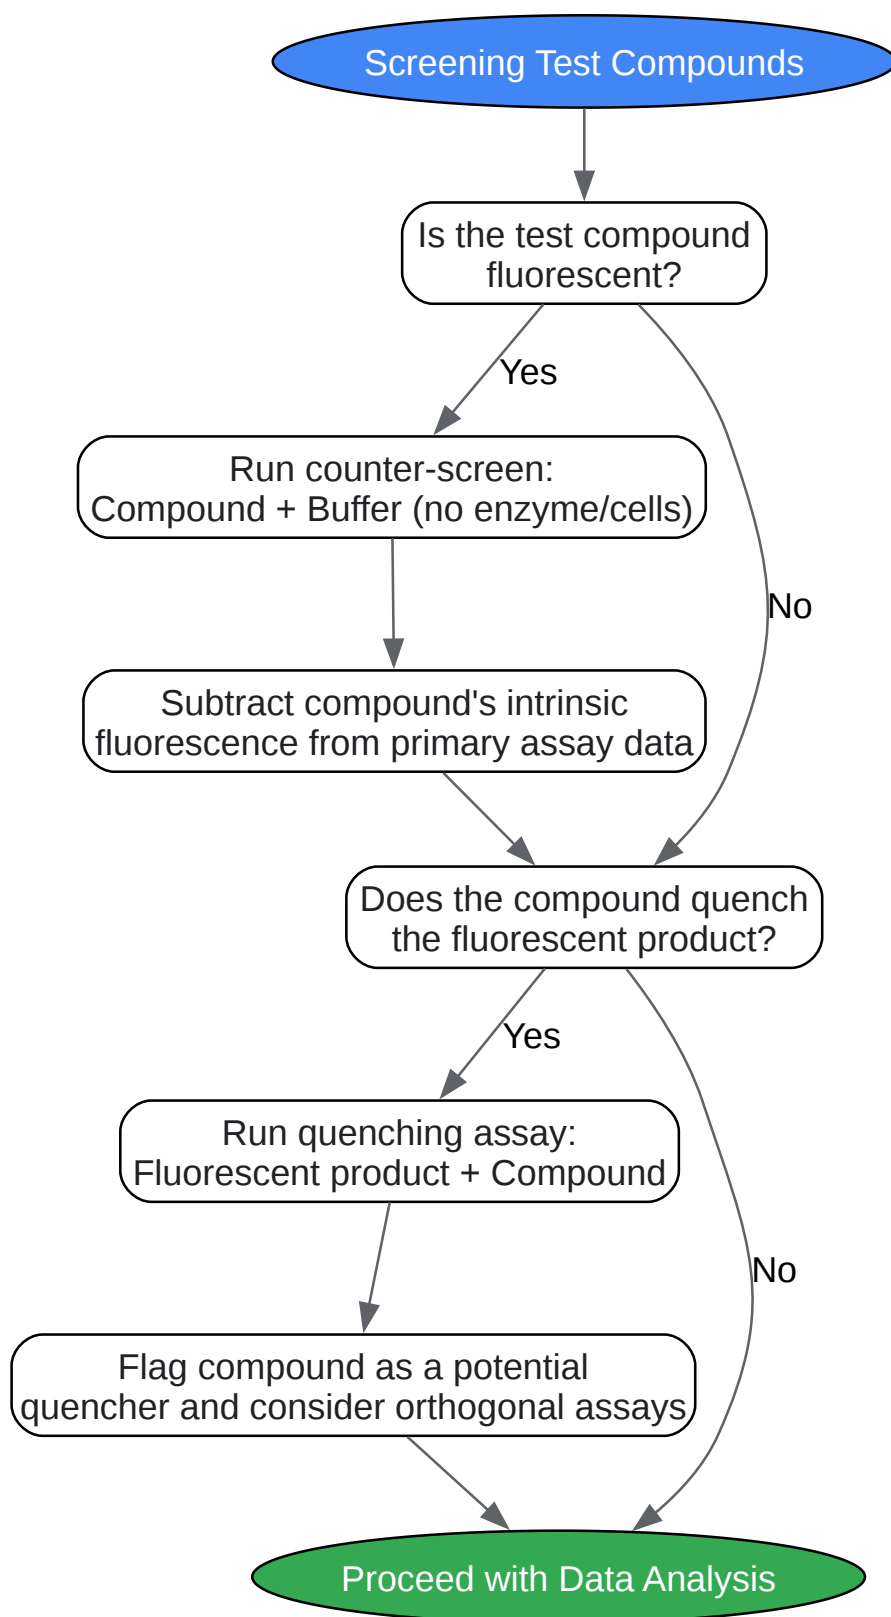 Screening Test Compounds
Is the test compound
fluorescent?
Yes
Run counter-screen:
Compound + Buffer (no enzyme/cells)
No
Subtract compound's intrinsic
fluorescence from primary assay data
Does the compound quench
the fluorescent product?
Yes
Run quenching assay:
Fluorescent product + Compound
No
Flag compound as a potential
quencher and consider orthogonal assays
Proceed with Data Analysis